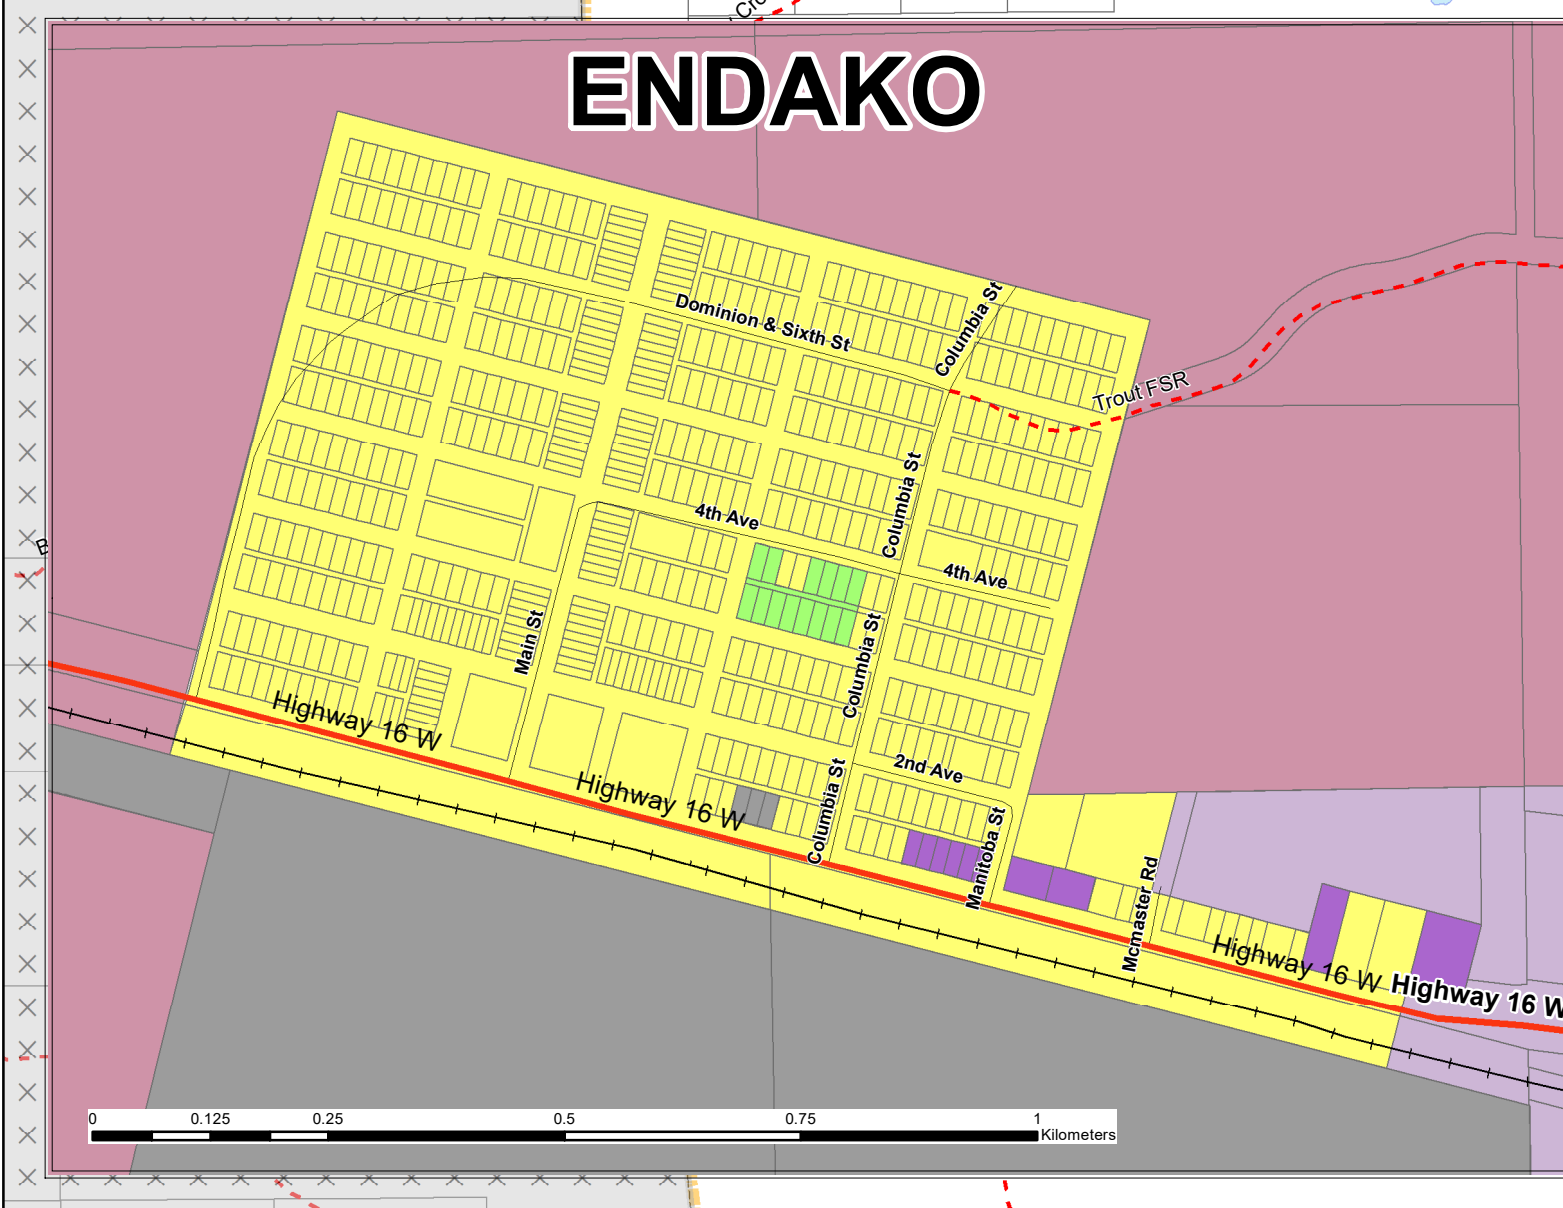 Cro
ENDAKO
Columbia St
Dominion & Sixth St
Trout FSR
Columbia St
4th Ave
B
4th Ave
Main St
Columbia St
Highway 16 W
2nd Ave
Highway 16 W
Columbia St
Manitoba St
Mcmaster Rd
Highway 16 W
Highway 16 W
0 0.125 0.25 0.5 0.75 1
Kilometers